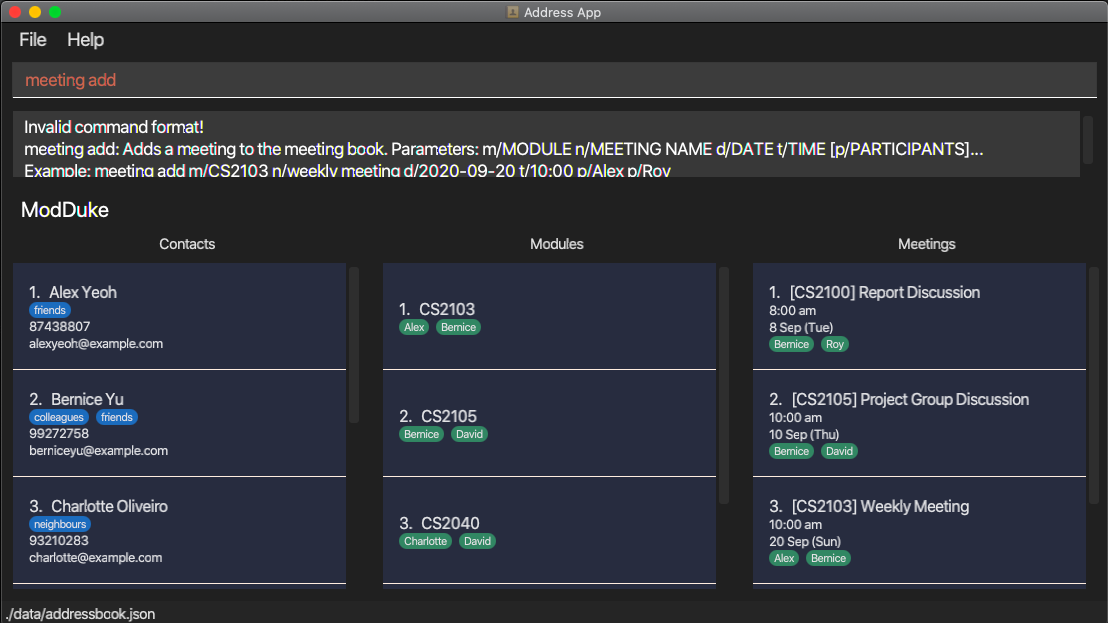 Address App
File Help
meeting add
Invalid command format!
meeting add: Adds a meeting to the meeting book. Parameters: m/MODULE n/MEETING NAME d/DATE t/TIME [p/PARTICIPANTS]...
Example: meeting add m/CS2103 n/weekly meeting d/2020-09-20 t/10:00 p/Alex p/Roy
ModDuke
Contacts
1. Alex Yeoh
friends
87438807
alexyeoh@example.com
2. Bernice Yu
colleagues friends
99272758
berniceyu@example.com
3. Charlotte Oliveiro
neighbours
93210283
charlotte@example.com
Modules
1. CS2103
Alex Bernice
2. CS2105
Bernice David
3. CS2040
Charlotte David
Meetings
1. [CS2100] Report Discussion
8:00 am
8 Sep (Tue)
Bernice Roy
2. [CS2105] Project Group Discussion
10:00 am
10 Sep (Thu)
Bernice David
3. [CS2103] Weekly Meeting
10:00 am
20 Sep (Sun)
Alex Bernice
./data/addressbook.json